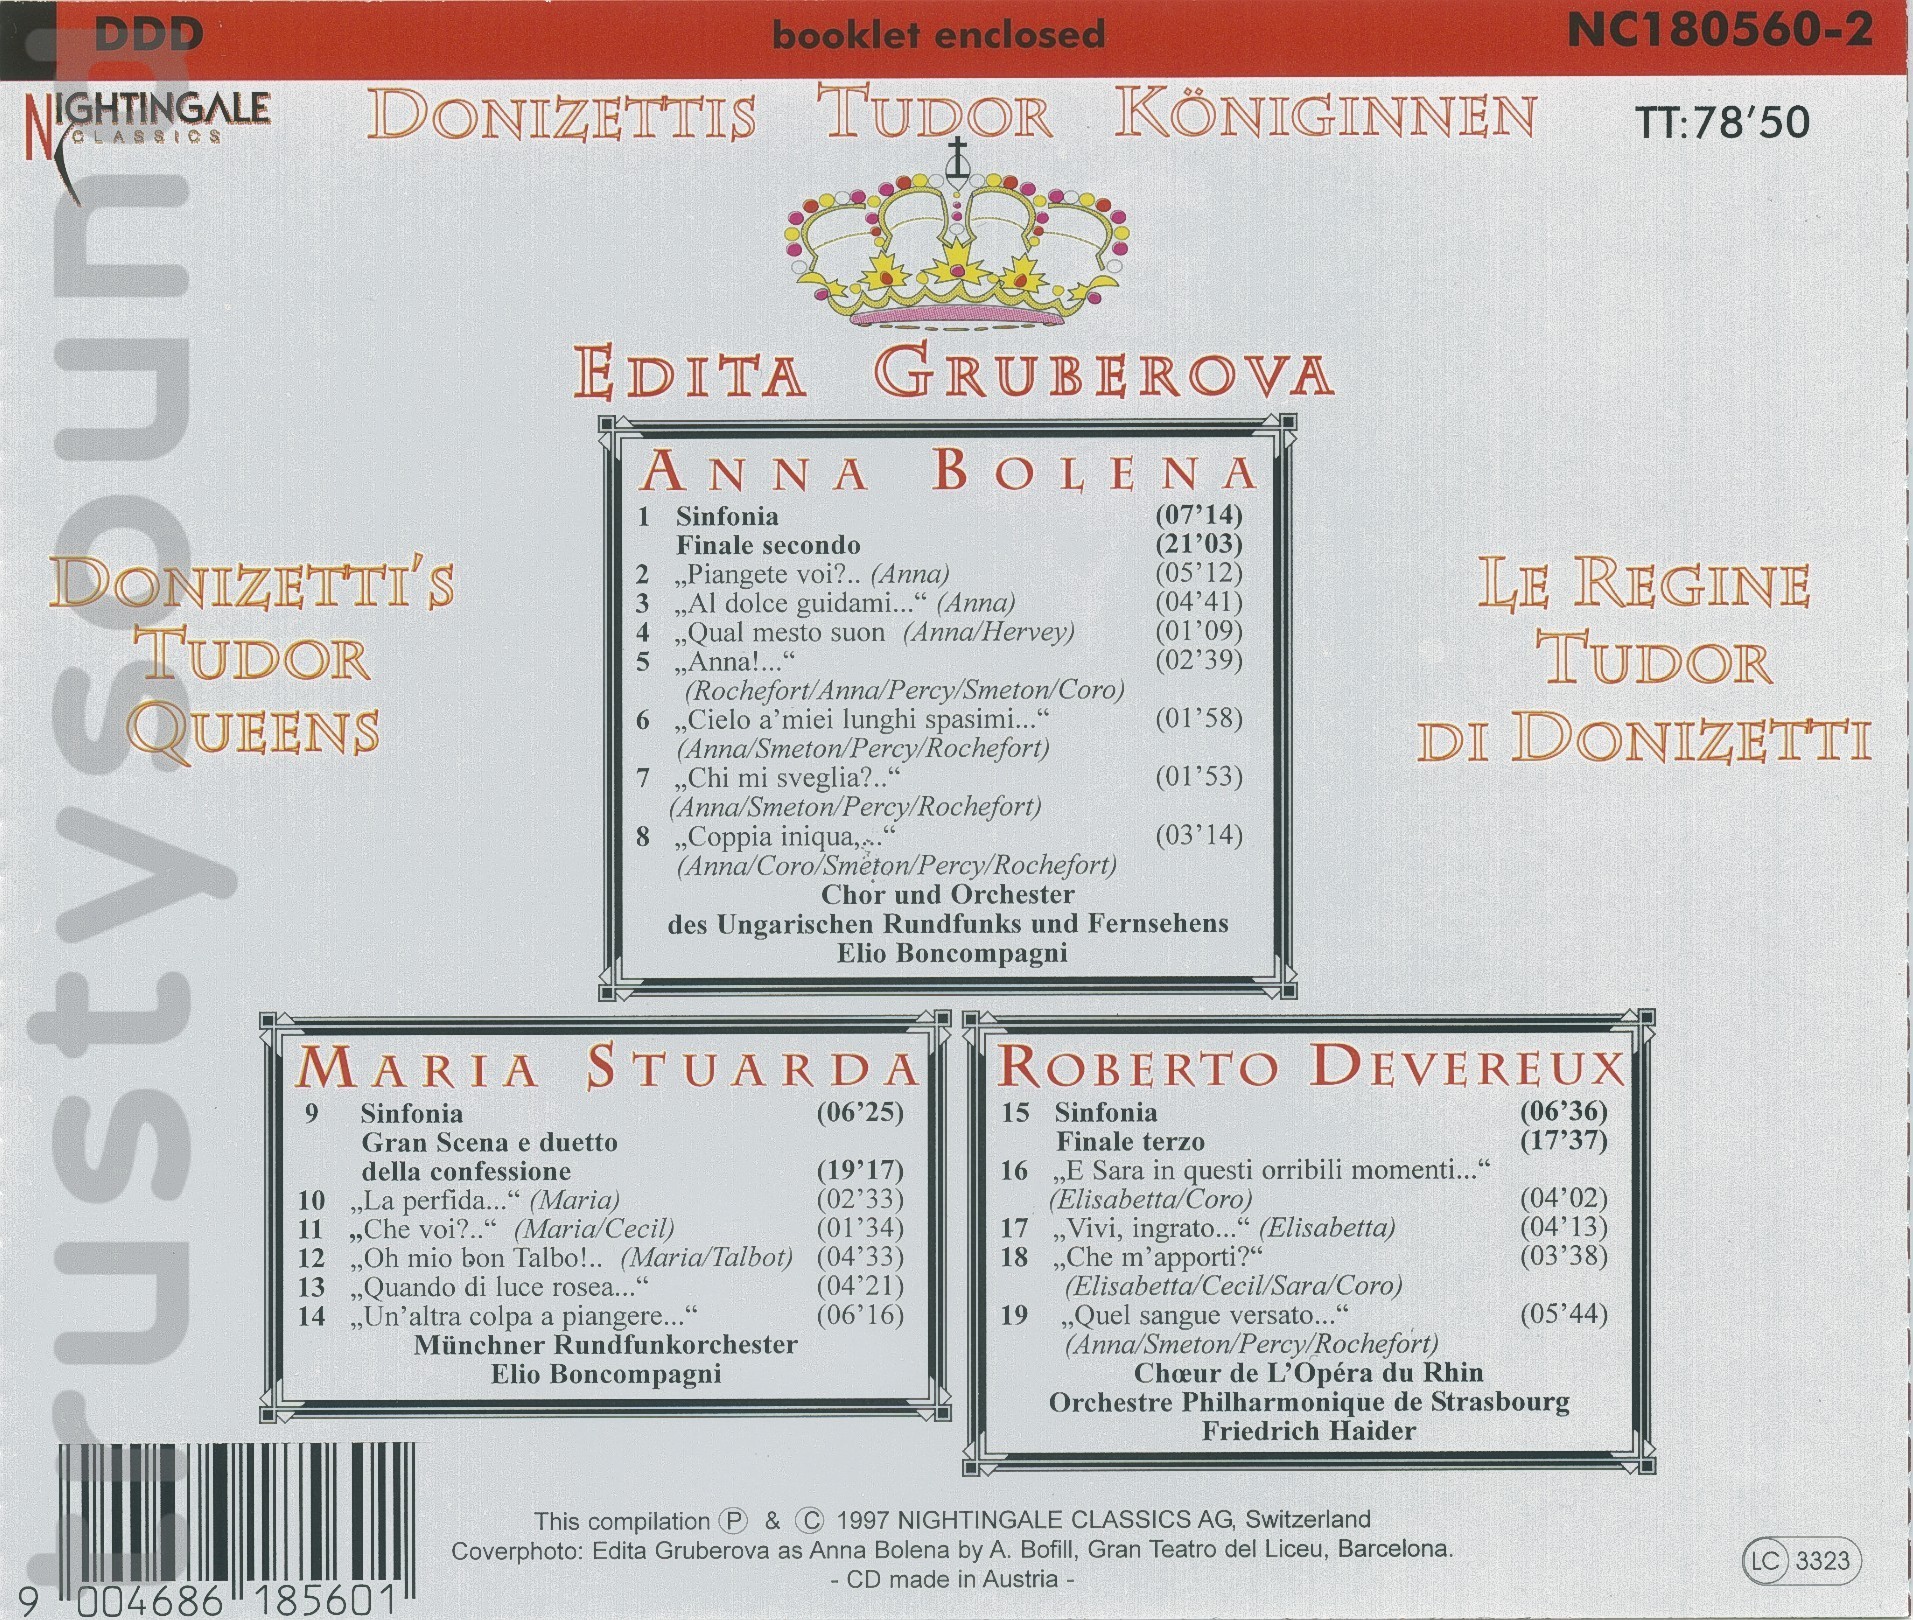 DDD
booklet enclosed
NC180560-2
NIGHTINGALE
CLASSICS
DONIZETTIS TUDOR KÖNIGINNEN
TT:78'50
EDITA GRUBEROVA
DONIZETTI'S
TUDOR
QUEENS
LE REGINE
TUDOR
DI DONIZETTI
ANNA BOLENA
1 Sinfonia (07'14)
Finale secondo (21'03)
2 „Piangete voi?.. (Anna) (05'12)
3 „Al dolce guidami...“ (Anna) (04'41)
4 „Qual mesto suon (Anna/Hervey) (01'09)
5 „Anna!...“ (02'39)
(Rochefort/Anna/Percy/Smeton/Coro)
6 „Cielo a'miei lunghi spasimi...“ (01'58)
(Anna/Smeton/Percy/Rochefort)
7 „Chi mi sveglia?..“ (01'53)
(Anna/Smeton/Percy/Rochefort)
8 „Coppia iniqua,...“ (03'14)
(Anna/Coro/Smeton/Percy/Rochefort)
Chor und Orchester
des Ungarischen Rundfunks und Fernsehens
Elio Boncompagni
MARIA STUARDA
9 Sinfonia (06'25)
Gran Scena e duetto
della confessione (19'17)
10 „La perfida...“ (Maria) (02'33)
11 „Che voi?..“ (Maria/Cecil) (01'34)
12 „Oh mio bon Talbo!.. (Maria/Talbot) (04'33)
13 „Quando di luce rosea...“ (04'21)
14 „Un'altra colpa a piangere...“ (06'16)
Münchner Rundfunkorchester
Elio Boncompagni
ROBERTO DEVEREUX
15 Sinfonia (06'36)
Finale terzo (17'37)
16 „E Sara in questi orribili momenti...“
(Elisabetta/Coro) (04'02)
17 „Vivi, ingrato...“ (Elisabetta) (04'13)
18 „Che m'apporti?“ (03'38)
(Elisabetta/Cecil/Sara/Coro)
19 „Quel sangue versato...“ (05'44)
(Anna/Smeton/Percy/Rochefort)
Chœur de L'Opéra du Rhin
Orchestre Philharmonique de Strasbourg
Friedrich Haider
This compilation Ⓟ & © 1997 NIGHTINGALE CLASSICS AG, Switzerland
Coverphoto: Edita Gruberova as Anna Bolena by A. Bofill, Gran Teatro del Liceu, Barcelona.
- CD made in Austria -
LC 3323
9 004686 185601
trustysound